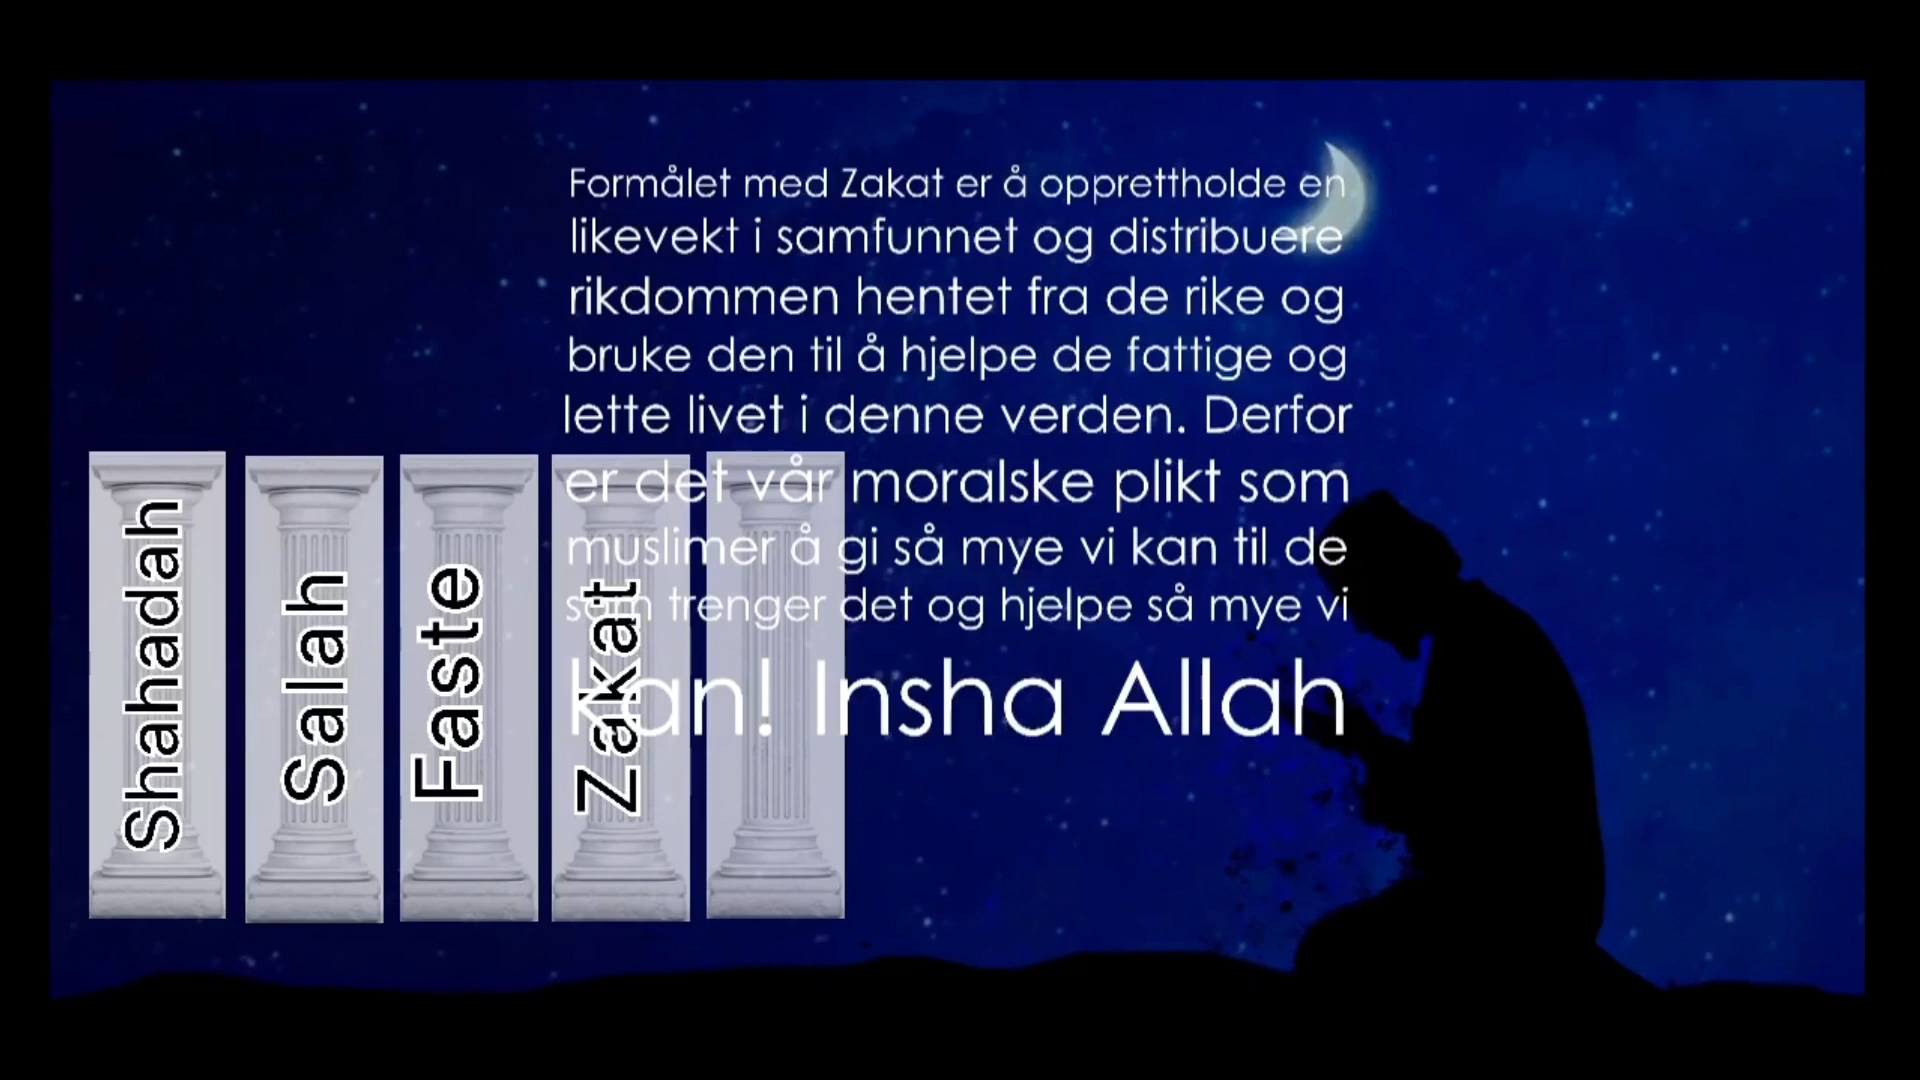 Formålet med Zakat er å opprettholde en
likevekt i samfunnet og distribuere
rikdommen hentet fra de rike og
bruke den til å hjelpe de fattige og
lette livet i denne verden. Derfor
er det vår moralske plikt som
muslimer å gi så mye vi kan til de
som trenger det og hjelpe så mye vi
kan! Insha Allah
Shahadah
Salah
Faste
Zakat